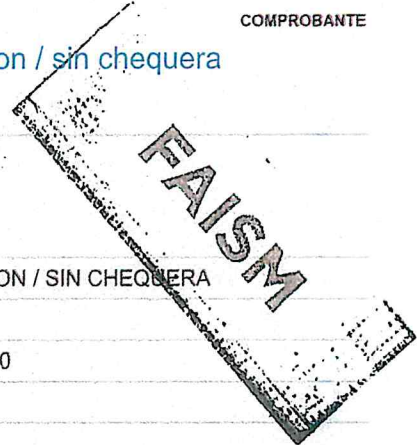 COMPROBANTE
on / sin chequera
FAISM
ON / SIN CHEQUERA
0